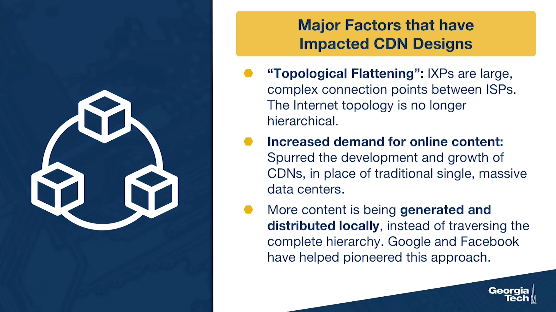 Major Factors that have
Impacted CDN Designs
“Topological Flattening”: IXPs are large,
complex connection points between ISPs.
The Internet topology is no longer
hierarchical.
Increased demand for online content:
Spurred the development and growth of
CDNs, in place of traditional single, massive
data centers.
More content is being generated and
distributed locally, instead of traversing the
complete hierarchy. Google and Facebook
have helped pioneered this approach.
Georgia
Tech